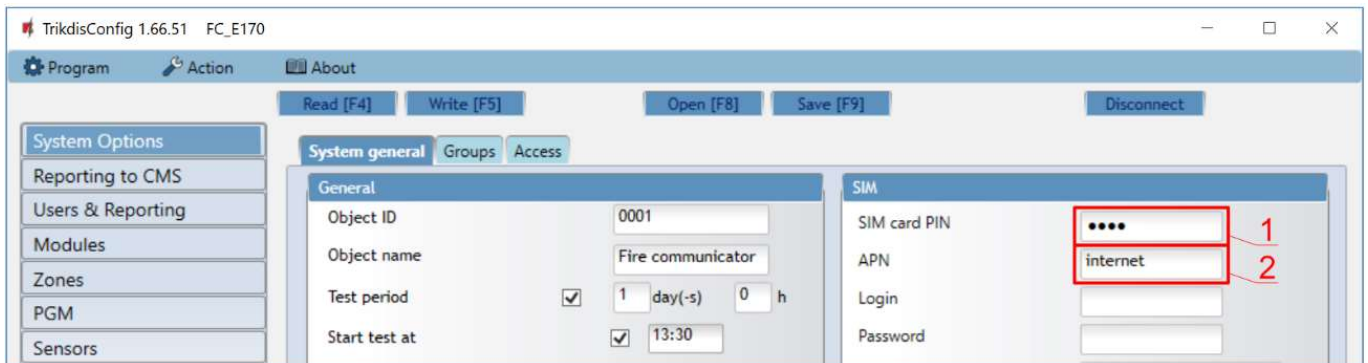 TrikdisConfig 1.66.51 FC_E170
Program Action About
Read [F4] Write [F5] Open [F8] Save [F9] Disconnect
System Options
Reporting to CMS
Users & Reporting
Modules
Zones
PGM
Sensors
System general Groups Access
General
Object ID 0001
Object name Fire communicator
Test period 1 day(-s) 0 h
Start test at 13:30
SIM
SIM card PIN •••• 1
APN internet 2
Login
Password